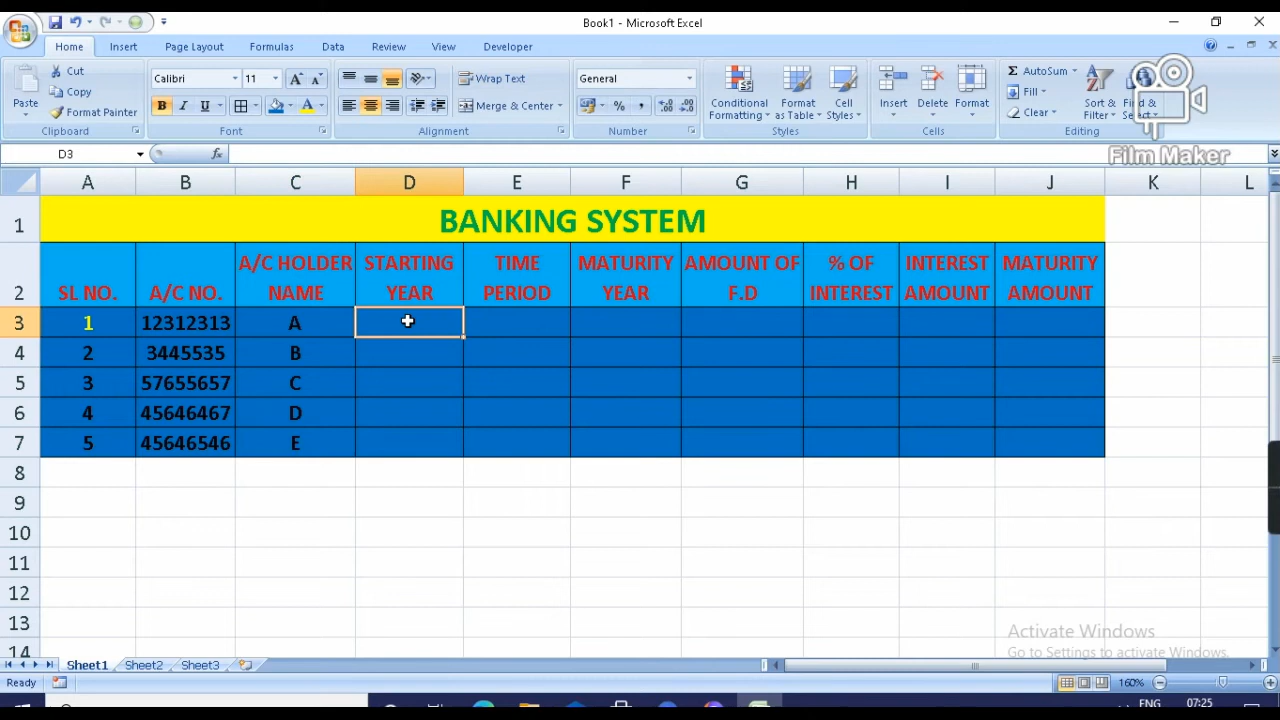 Book1 - Microsoft Excel
Home Insert Page Layout Formulas Data Review View Developer
Paste
Cut
Copy
Format Painter
Clipboard
Calibri 11
B I U
Font
Wrap Text
Merge & Center
Alignment
General
Number
Conditional Formatting
Format as Table
Cell Styles
Styles
Insert Delete Format
Cells
AutoSum
Fill
Clear
Sort & Filter
Find & Select
Editing
Film Maker
D3 fx
A B C D E F G H I J K L
1 BANKING SYSTEM
2 SL NO. A/C NO. A/C HOLDER NAME STARTING YEAR TIME PERIOD MATURITY YEAR AMOUNT OF F.D % OF INTEREST INTEREST AMOUNT MATURITY AMOUNT
3 1 12312313 A
4 2 3445535 B
5 3 57655657 C
6 4 45646467 D
7 5 45646546 E
8
9
10
11
12
13
14
Activate Windows
Go to Settings to activate Windows.
Sheet1 Sheet2 Sheet3
Ready 160%
ENG 07:25